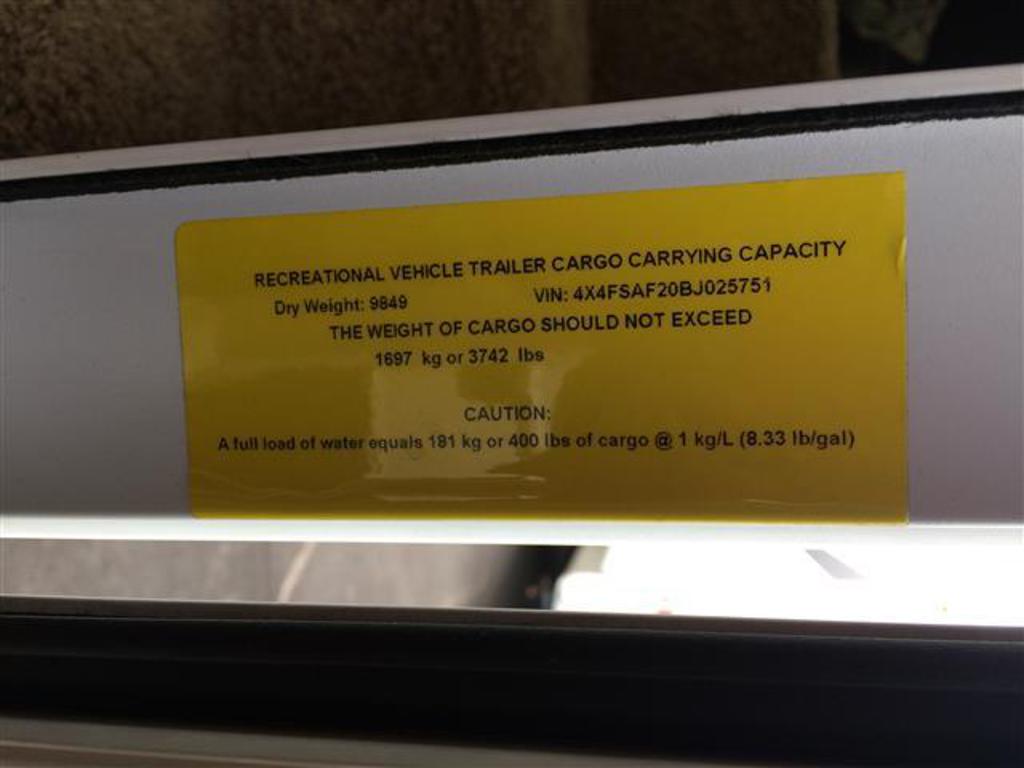 RECREATIONAL VEHICLE TRAILER CARGO CARRYING CAPACITY
Dry Weight: 9849 VIN: 4X4FSAF20BJ025751
THE WEIGHT OF CARGO SHOULD NOT EXCEED
1697 kg or 3742 lbs
CAUTION:
A full load of water equals 181 kg or 400 lbs of cargo @ 1 kg/L (8.33 lb/gal)